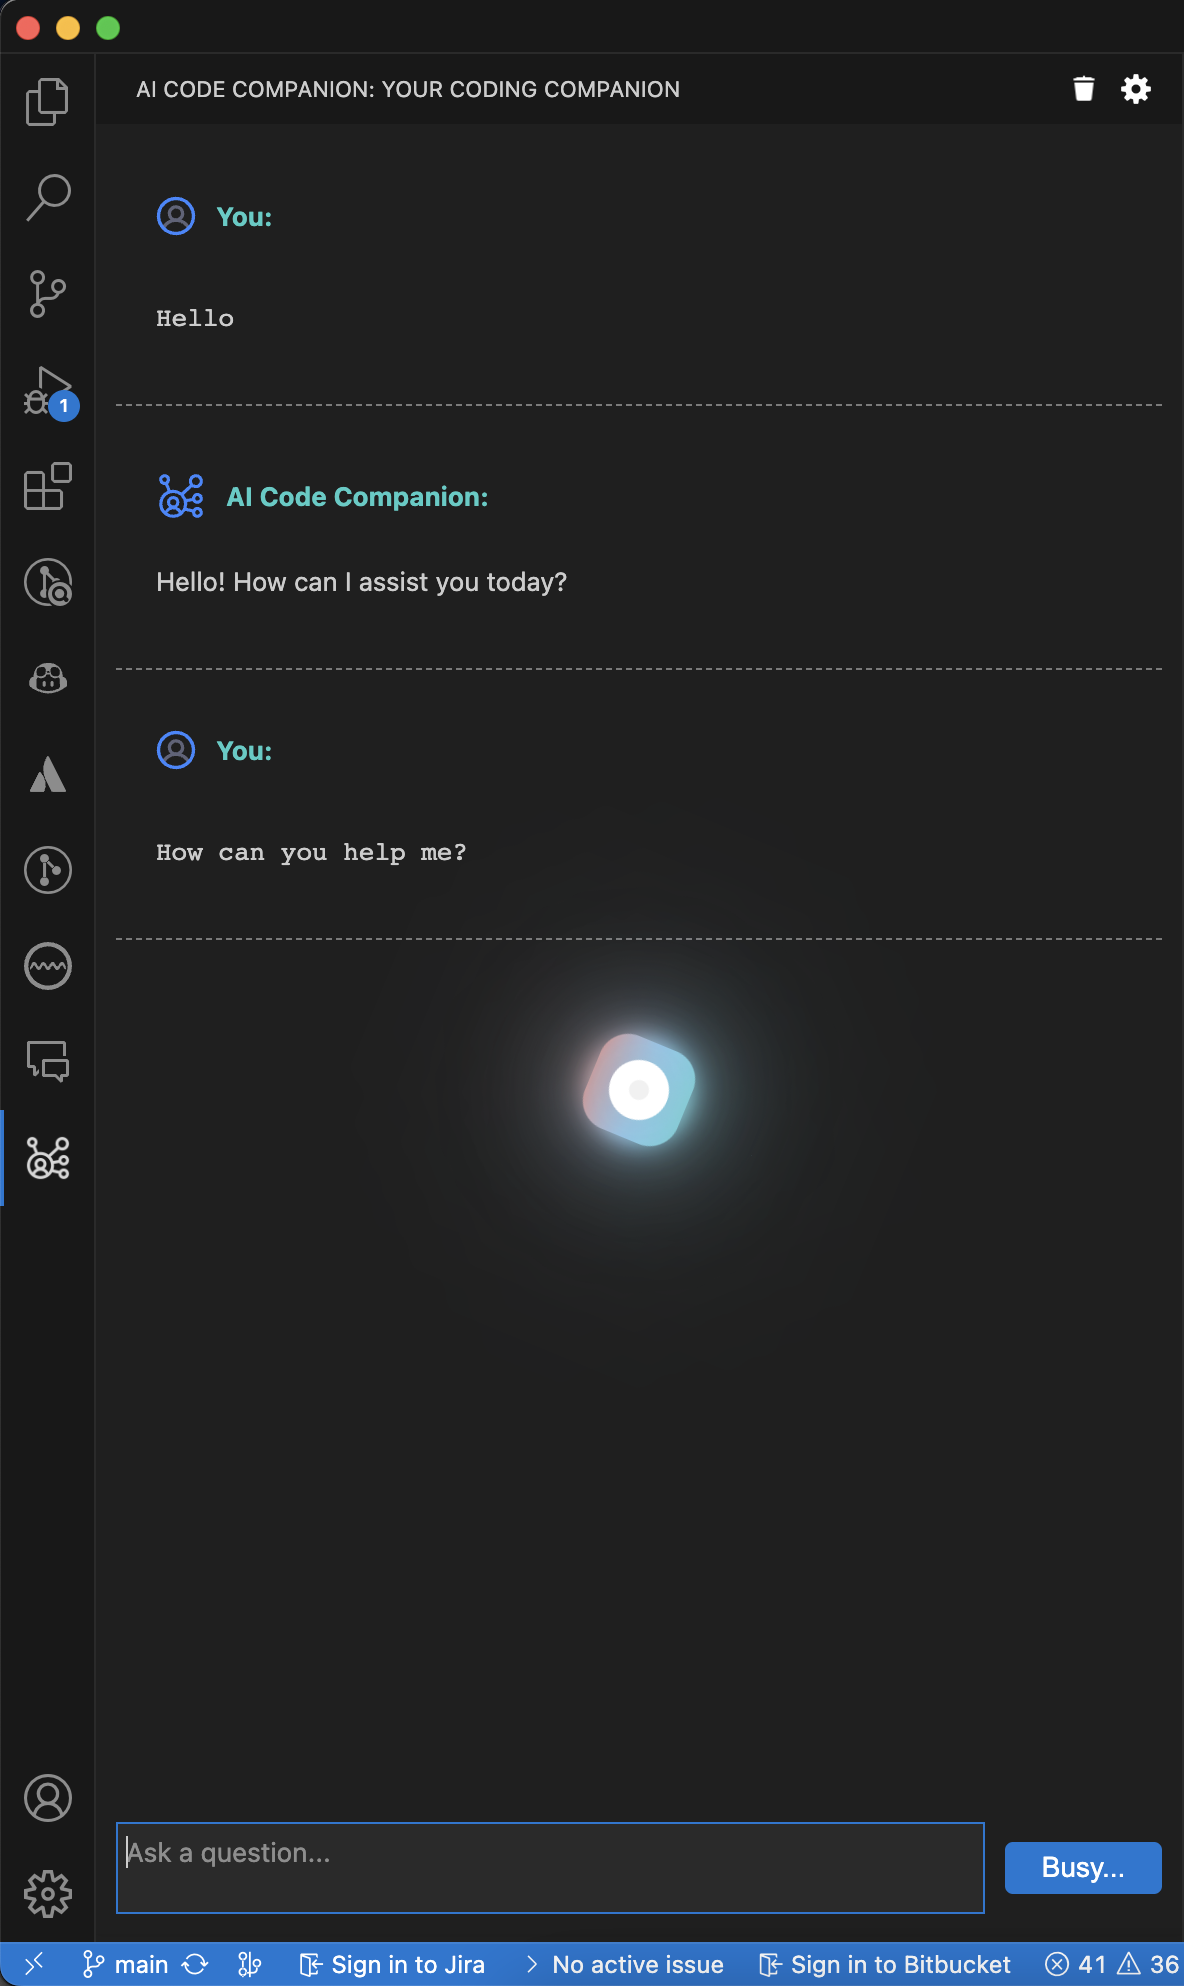 AI CODE COMPANION: YOUR CODING COMPANION
You:
Hello
1
AI Code Companion:
Hello! How can I assist you today?
You:
How can you help me?
Ask a question...
Busy...
main Sign in to Jira No active issue Sign in to Bitbucket 41 36